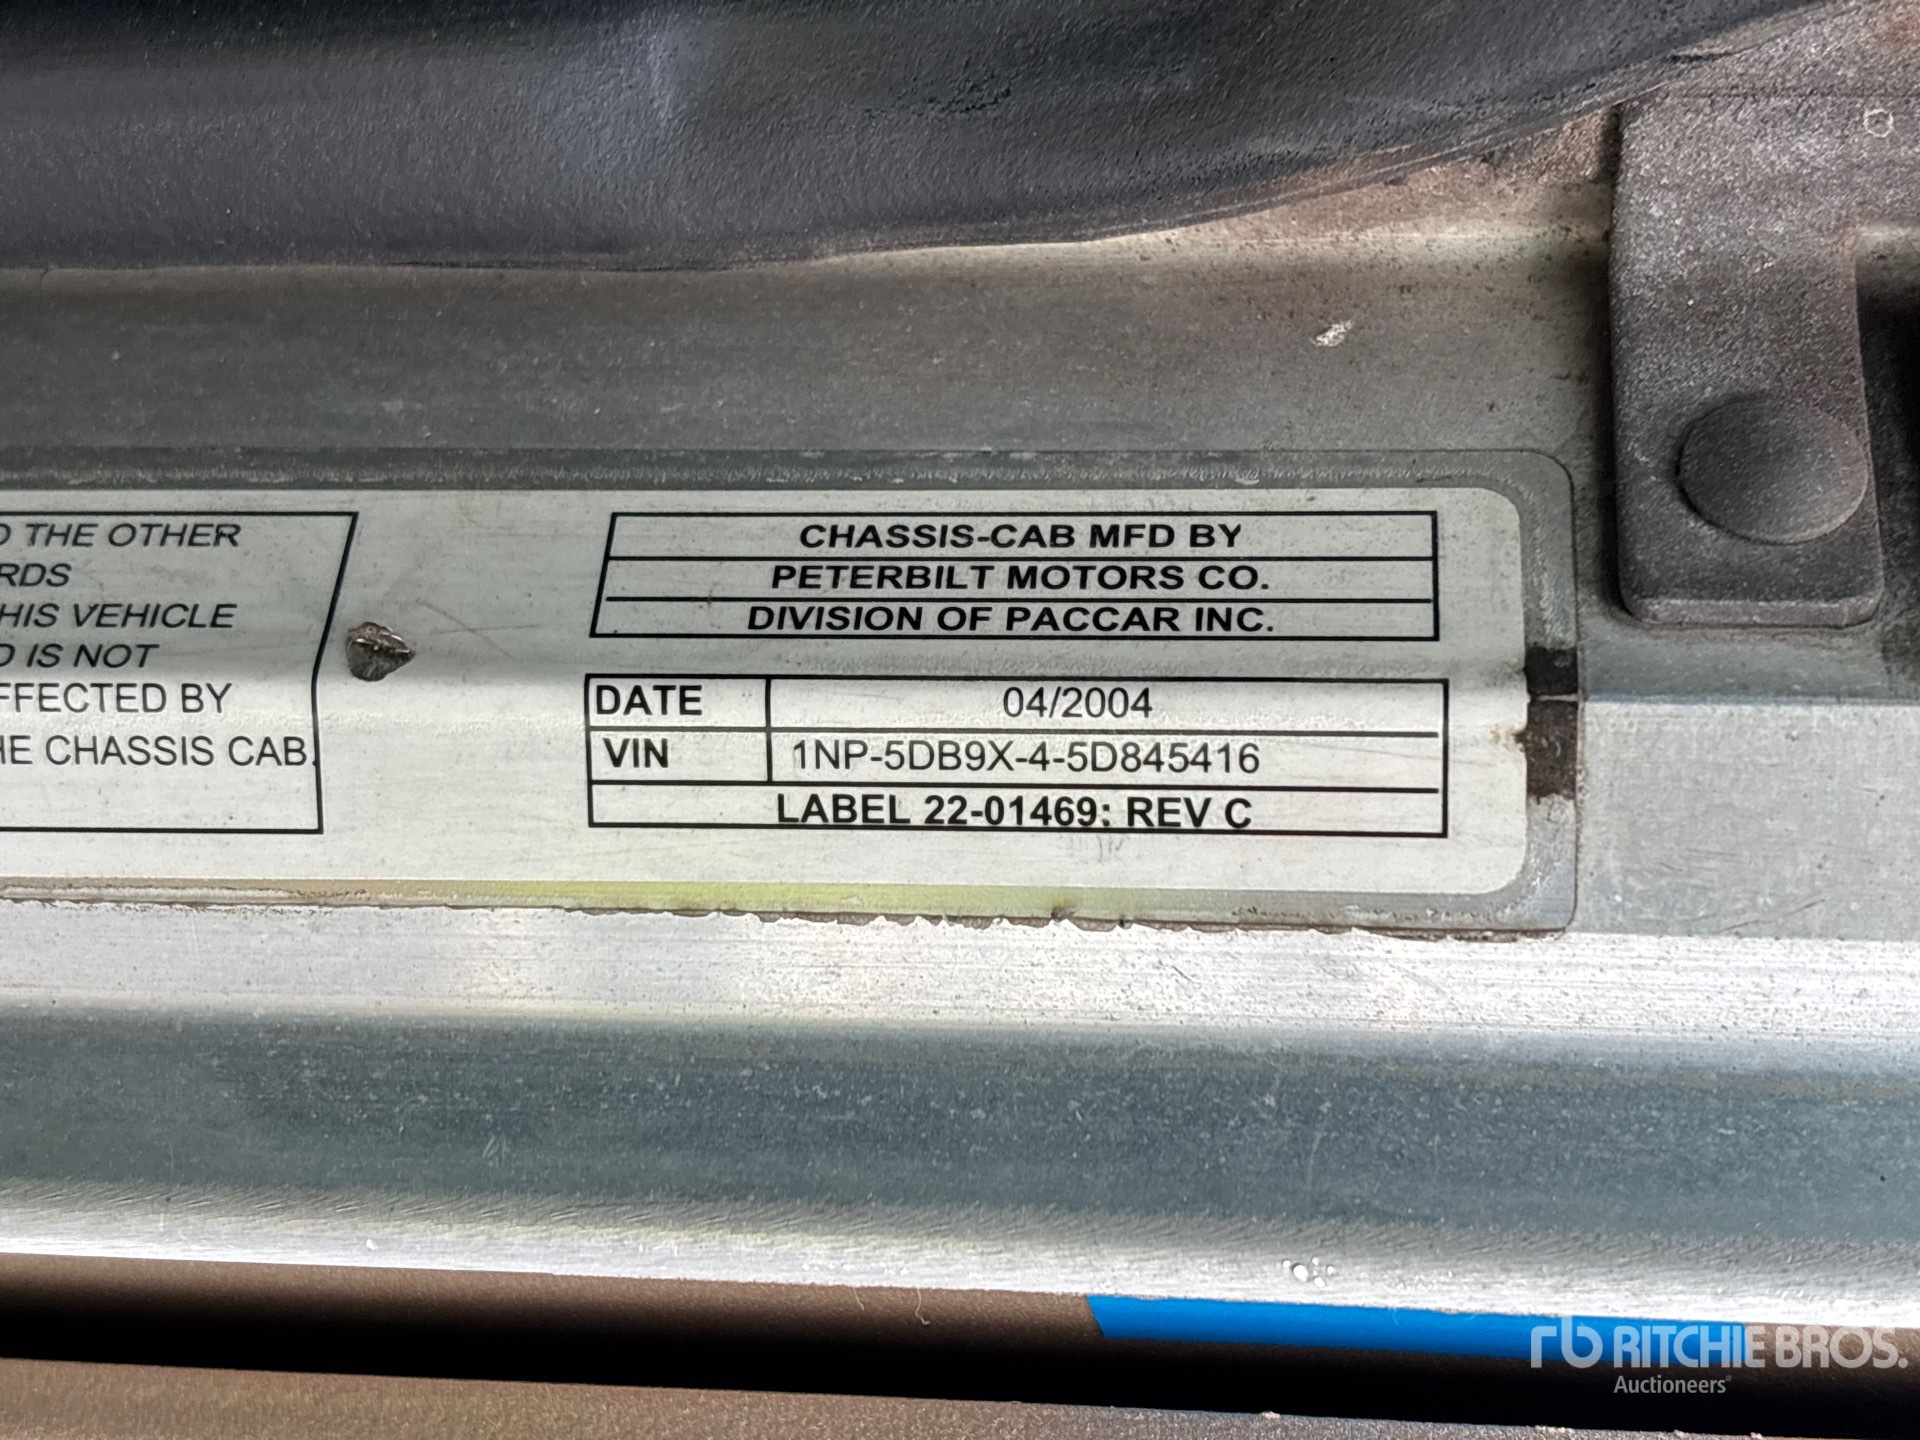 D THE OTHER
RDS
HIS VEHICLE
D IS NOT
FFECTED BY
HE CHASSIS CAB.
CHASSIS-CAB MFD BY
PETERBILT MOTORS CO.
DIVISION OF PACCAR INC.
DATE 04/2004
VIN 1NP-5DB9X-4-5D845416
LABEL 22-01469: REV C
rb RITCHIE BROS.
Auctioneers